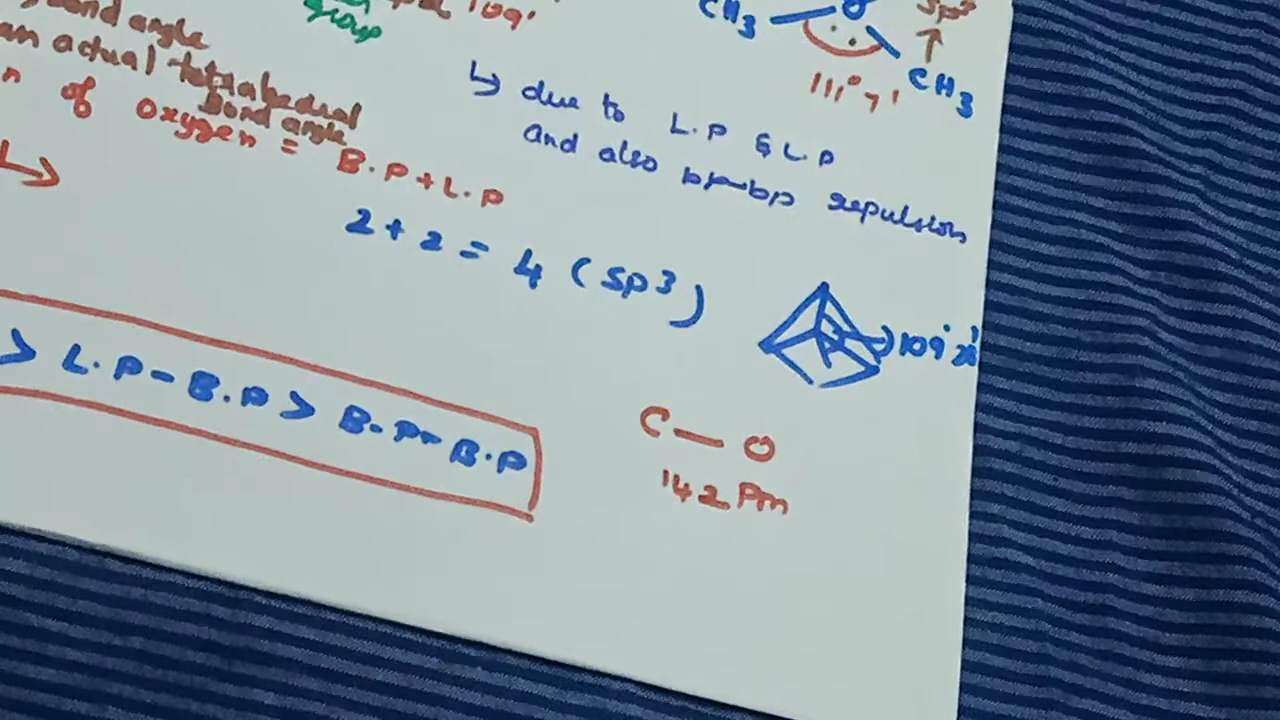 109'
group
bond angle
an actual tetrahedral
Bond angle
of oxygen = B.P + L.P
2 + 2 = 4 (sp3)
> L.P - B.P > B.P - B.P
CH3
CH3
111° 7'
↳ due to L.P & L.P
and also bp-bp repulsion
C — O
142 Pm